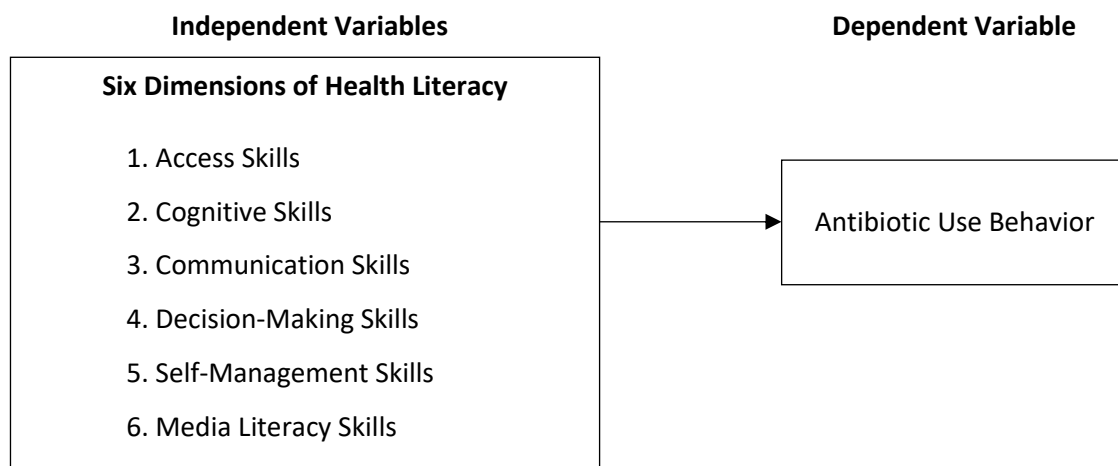 Independent Variables
Dependent Variable
Six Dimensions of Health Literacy
1. Access Skills
2. Cognitive Skills
3. Communication Skills
4. Decision-Making Skills
5. Self-Management Skills
6. Media Literacy Skills
Antibiotic Use Behavior